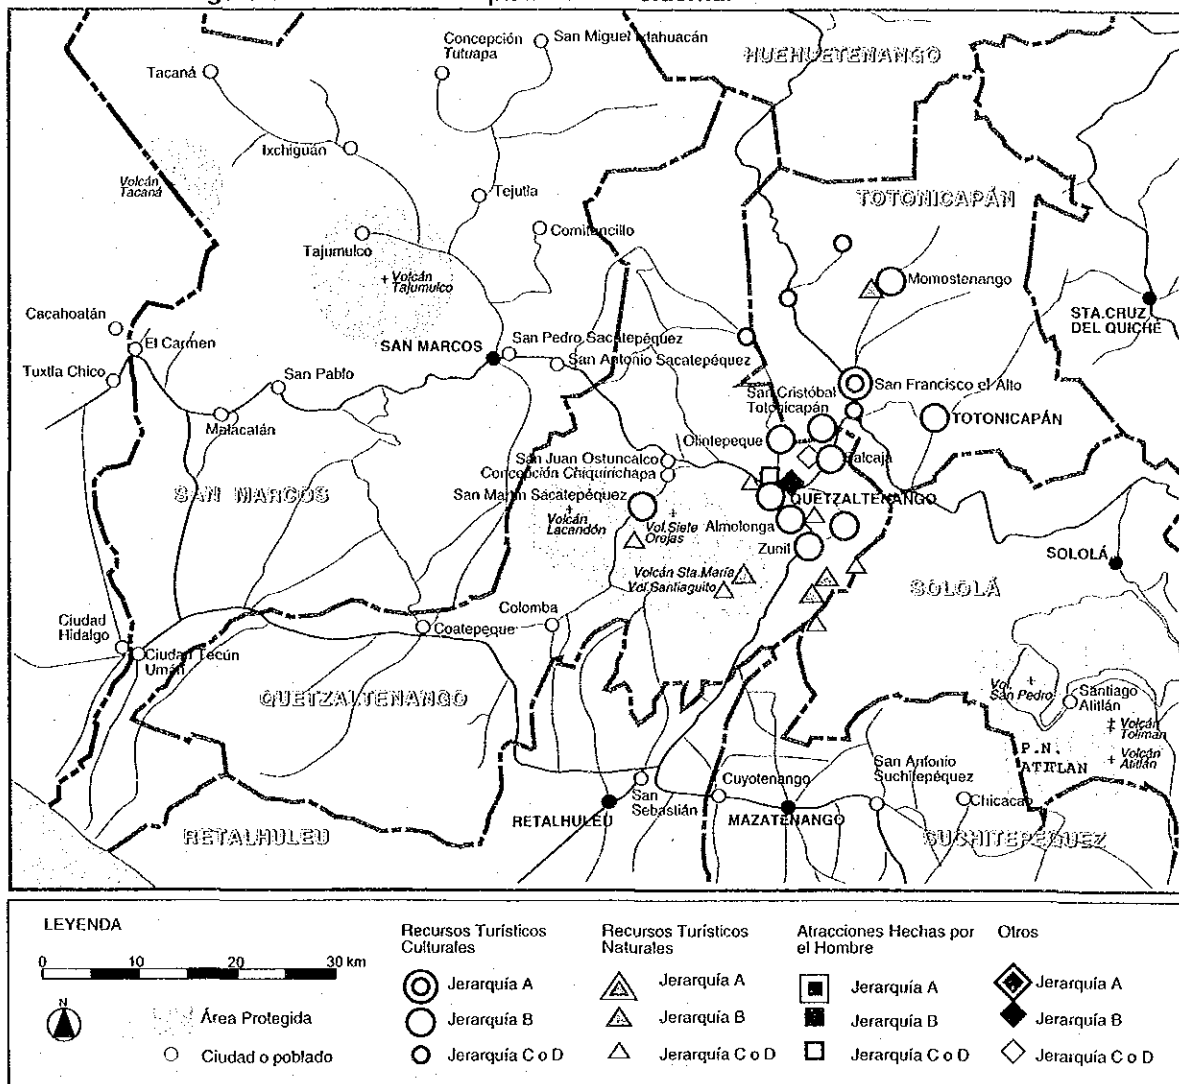 Concepción
Tutuapa
San Miguel Ixtahuacán
HUEHUETENANGO
Tacaná
Ixchiguán
Volcán
Tacaná
Tejutla
TOTONICAPÁN
Tajumulco
Comitancillo
+ Volcán
Tajumulco
Momostenango
Cacahoatán
El Carmen
STA.CRUZ
DEL QUICHÉ
SAN MARCOS
San Pedro Sacatepéquez
San Antonio Sacatepéquez
Tuxtla Chico
San Pablo
San Francisco el Alto
San Cristóbal
Totonicapán
Malacatán
TOTONICAPÁN
Olintepeque
San Juan Ostuncalco
Concepción Chiquirichapa
Salcajá
SAN MARCOS
San Martín Sacatepéquez
QUETZALTENANGO
Volcán
Lacandón
Vol.Siete
Orejas
Almolonga
Zunil
SOLOLÁ
Volcán Sta.María
Vol.Santiaguito
SOLOLÁ
Colomba
Coatepeque
Ciudad
Hidalgo
Ciudad Tecún
Umán
QUETZALTENANGO
Vol.
San Pedro
Santiago
Atitlán
Volcán
Tolimán
P.N.
ATITLAN
Volcán
Atitlán
San Antonio
Suchitepéquez
Cuyotenango
San
Sebastián
Chicacao
RETALHULEU
MAZATENANGO
RETALHULEU
SUCHITEPÉQUEZ
LEYENDA
0 10 20 30 km
N
Área Protegida
Ciudad o poblado
Recursos Turísticos
Culturales
Jerarquía A
Jerarquía B
Jerarquía C o D
Recursos Turísticos
Naturales
Jerarquía A
Jerarquía B
Jerarquía C o D
Atracciones Hechas por
el Hombre
Jerarquía A
Jerarquía B
Jerarquía C o D
Otros
Jerarquía A
Jerarquía B
Jerarquía C o D